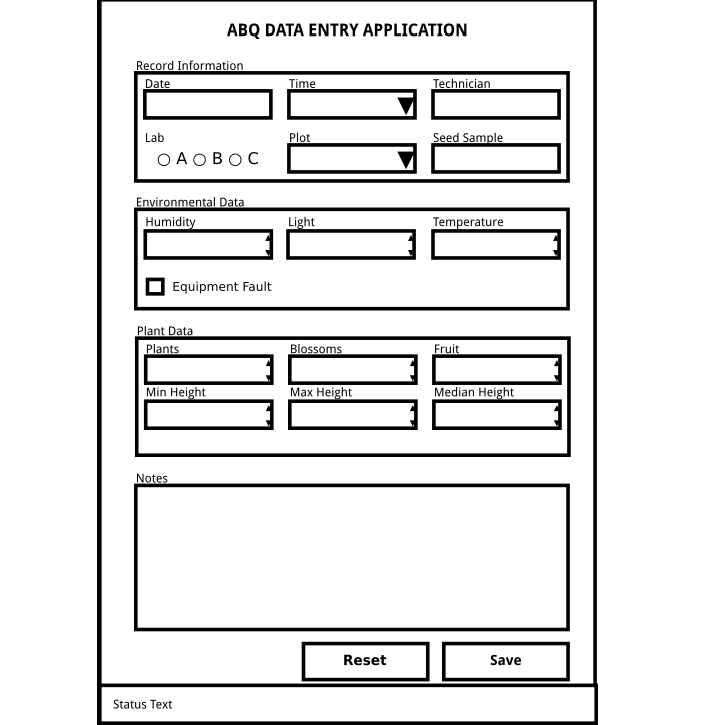 ABQ DATA ENTRY APPLICATION
Record Information
Date Time Technician
Lab Plot Seed Sample
A B C
Environmental Data
Humidity Light Temperature
Equipment Fault
Plant Data
Plants Blossoms Fruit
Min Height Max Height Median Height
Notes
Reset Save
Status Text